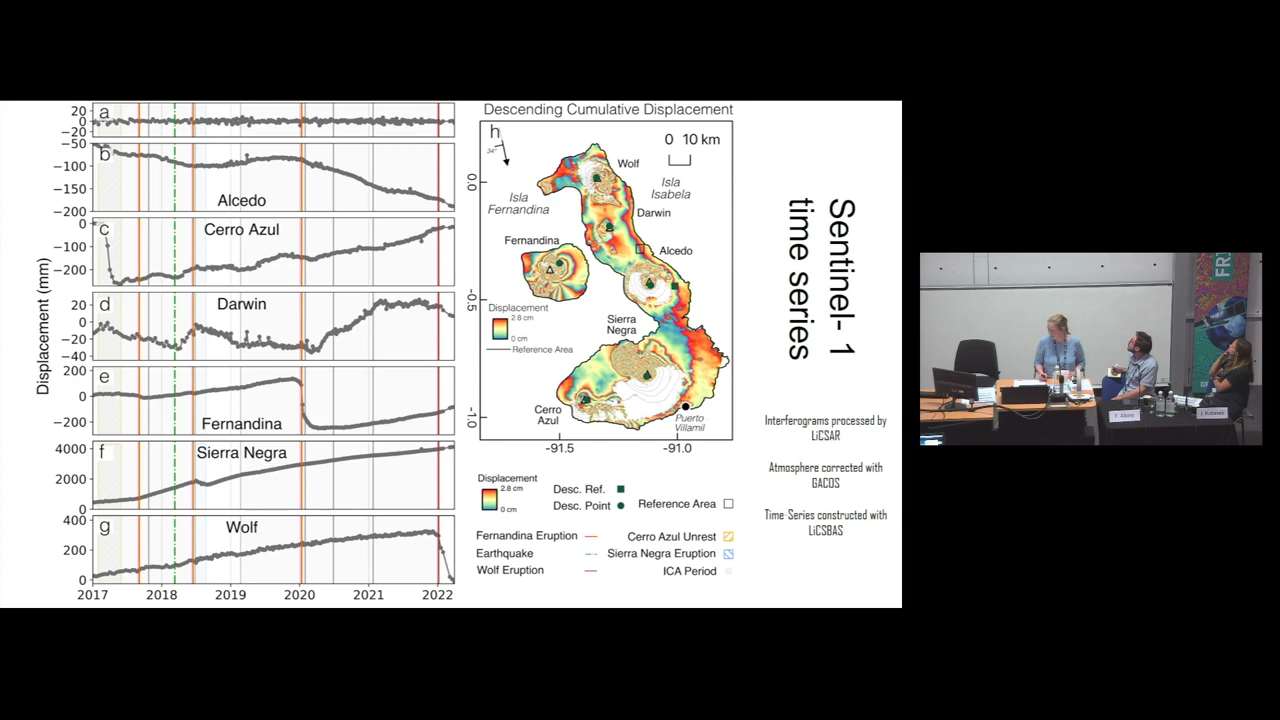 a
20
0
−20
−50
b
−100
−150
−200
Alcedo
0
c
−100
−200
Cerro Azul
20
d
0
−20
−40
Darwin
200
e
0
−200
Fernandina
4000
f
2000
0
Sierra Negra
400
g
200
0
Wolf
Displacement (mm)
2017 2018 2019 2020 2021 2022
Descending Cumulative Displacement
h
34°
0 10 km
Wolf
Isla
Isabela
Isla
Fernandina
Darwin
Fernandina
Alcedo
Displacement
2.8 cm
0 cm
Reference Area
Sierra
Negra
Cerro
Azul
Puerto
Villamil
0.0
−0.5
−1.0
−91.5 −91.0
Displacement
2.8 cm
0 cm
Desc. Ref.
Desc. Point
Reference Area
Fernandina Eruption
Cerro Azul Unrest
Earthquake
Sierra Negra Eruption
Wolf Eruption
ICA Period
Sentinel- 1
time series
Interferograms processed by
LiCSAR
Atmosphere corrected with
GACOS
Time-Series constructed with
LiCSBAS
FRI
F. Albino